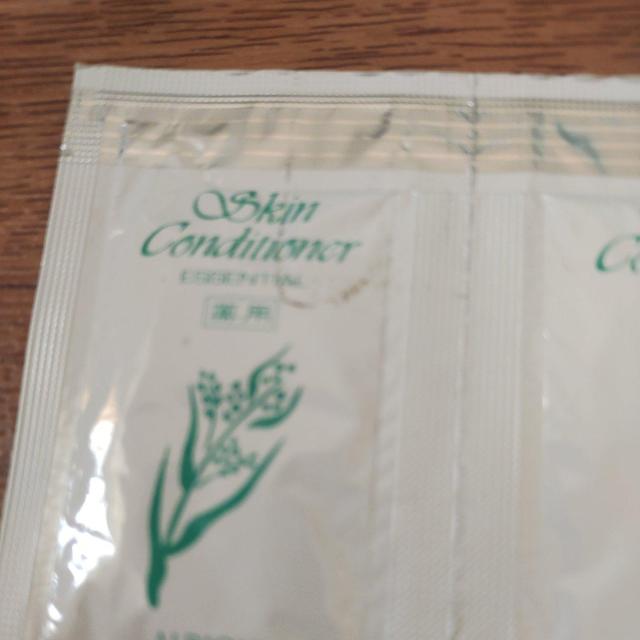 Skin
Conditioner
ESSENTIAL
薬用